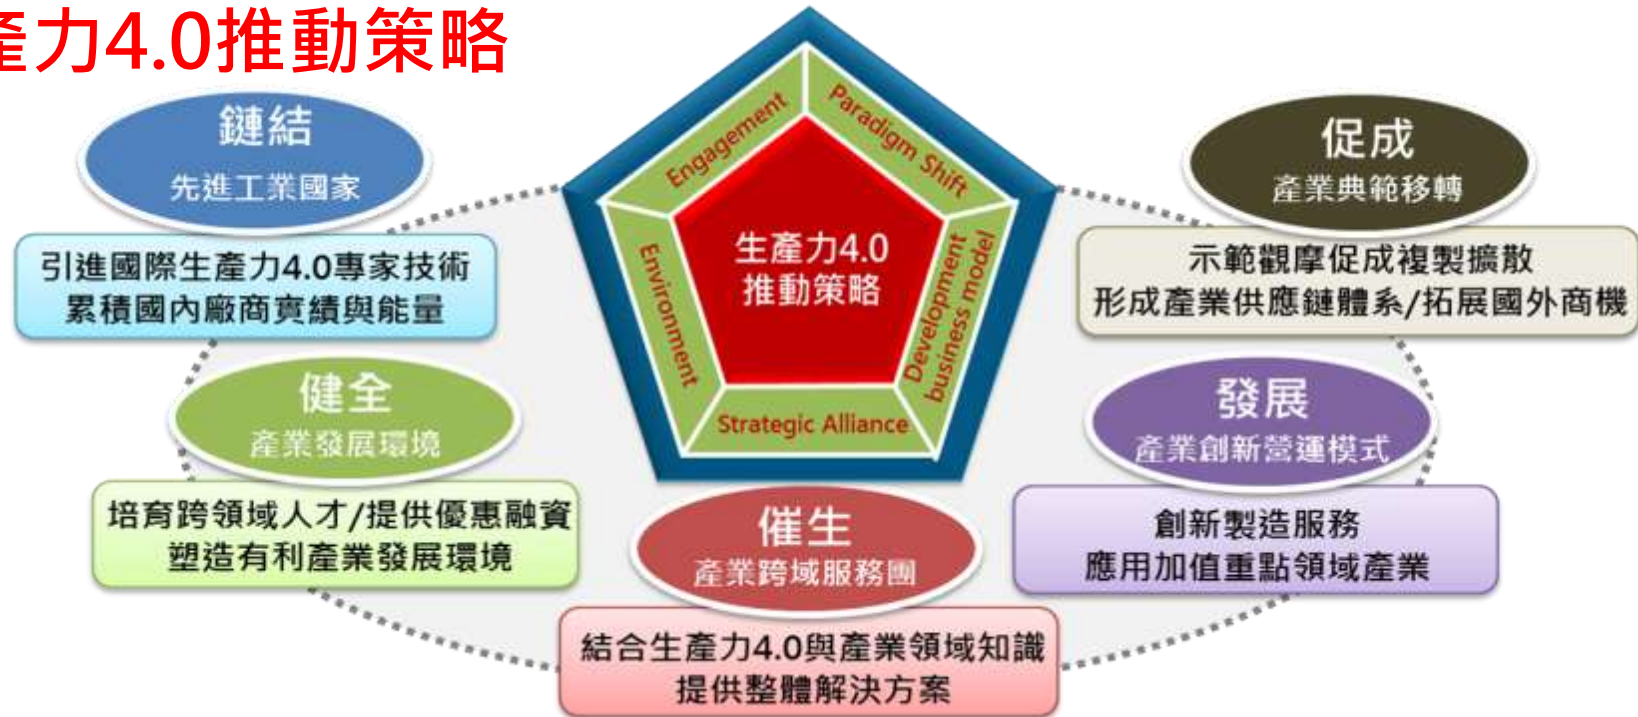 產力4.0推動策略
鏈結
先進工業國家
引進國際生產力4.0專家技術
累積國內廠商實績與能量
健全
產業發展環境
培育跨領域人才/提供優惠融資
塑造有利產業發展環境
Engagement
Paradigm Shift
Environment
Development
business model
Strategic Alliance
生產力4.0
推動策略
催生
產業跨域服務團
結合生產力4.0與產業領域知識
提供整體解決方案
促成
產業典範移轉
示範觀摩促成複製擴散
形成產業供應鏈體系/拓展國外商機
發展
產業創新營運模式
創新製造服務
應用加值重點領域產業